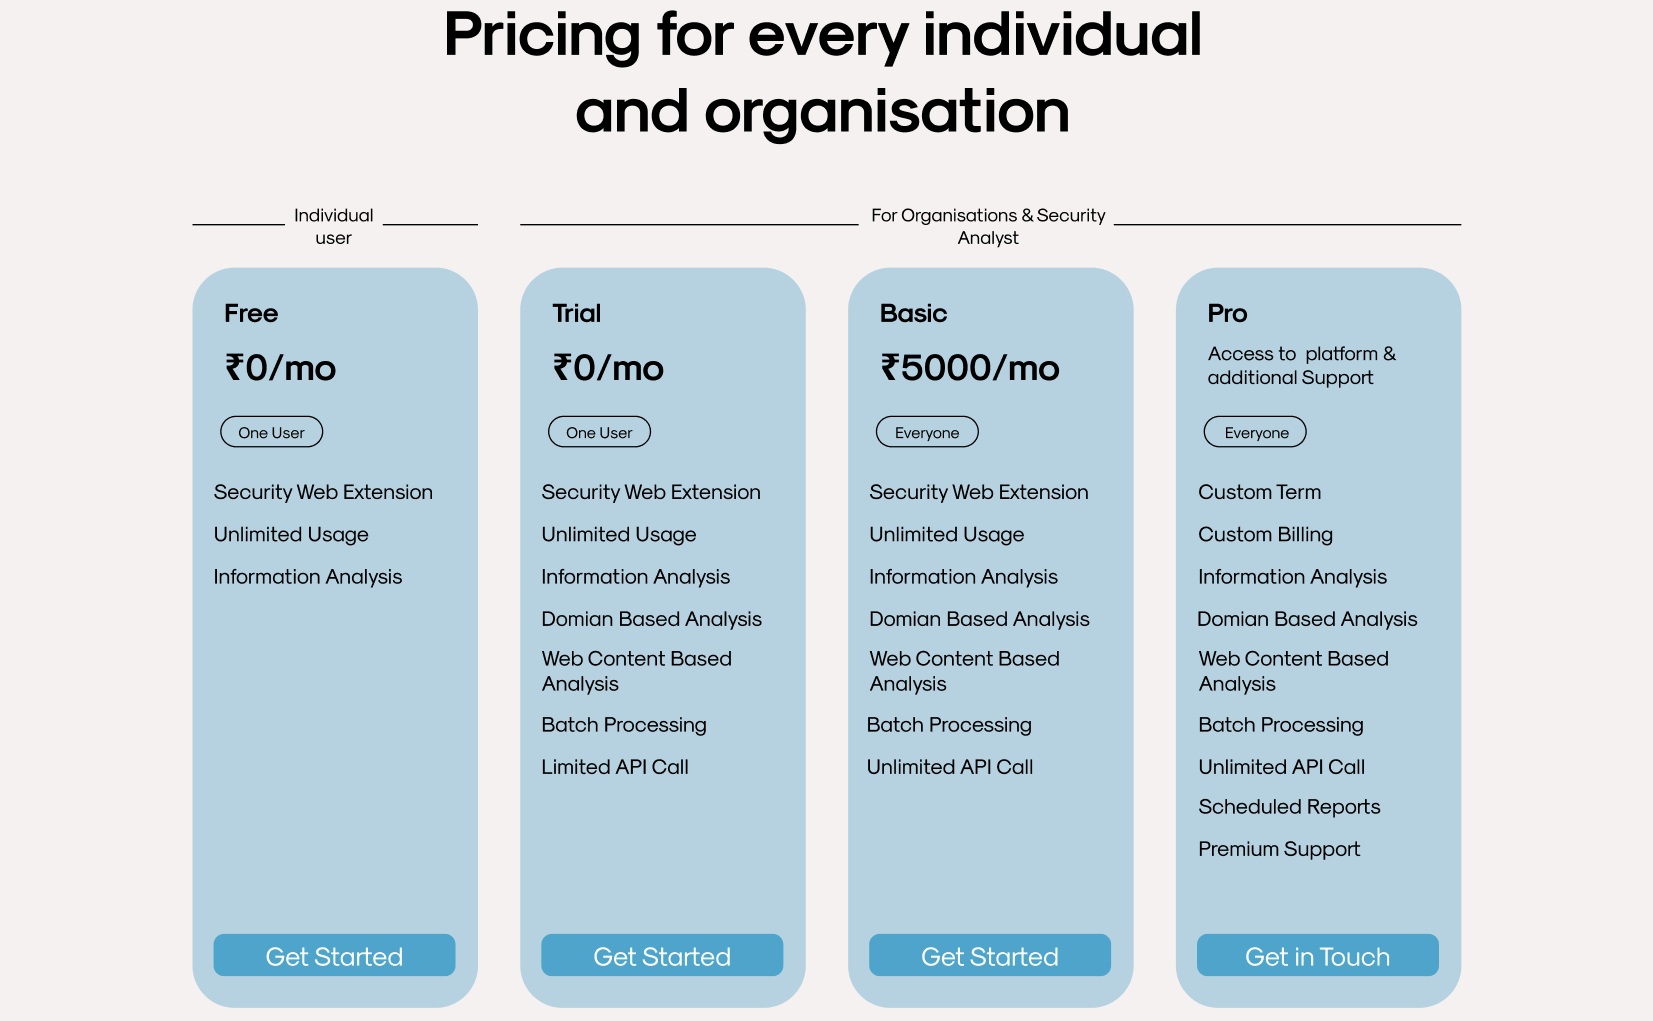 Pricing for every individual
and organisation
Individual
user
For Organisations & Security
Analyst
Free
₹0/mo
One User
Security Web Extension
Unlimited Usage
Information Analysis
Get Started
Trial
₹0/mo
One User
Security Web Extension
Unlimited Usage
Information Analysis
Domian Based Analysis
Web Content Based
Analysis
Batch Processing
Limited API Call
Get Started
Basic
₹5000/mo
Everyone
Security Web Extension
Unlimited Usage
Information Analysis
Domian Based Analysis
Web Content Based
Analysis
Batch Processing
Unlimited API Call
Get Started
Pro
Access to platform &
additional Support
Everyone
Custom Term
Custom Billing
Information Analysis
Domian Based Analysis
Web Content Based
Analysis
Batch Processing
Unlimited API Call
Scheduled Reports
Premium Support
Get in Touch